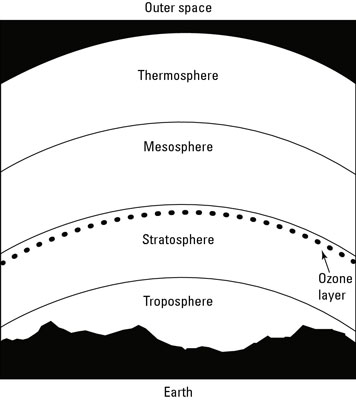 Outer space
Thermosphere
Mesosphere
Stratosphere
Ozone
layer
Troposphere
Earth